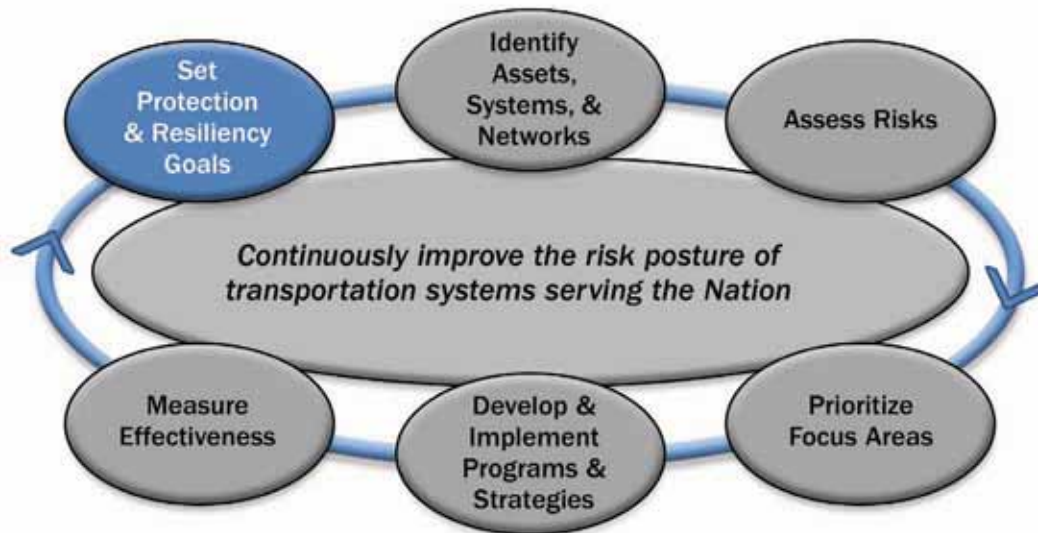 Set
Protection
& Resiliency
Goals
Identify
Assets,
Systems, &
Networks
Assess Risks
Continuously improve the risk posture of
transportation systems serving the Nation
Measure
Effectiveness
Develop &
Implement
Programs &
Strategies
Prioritize
Focus Areas